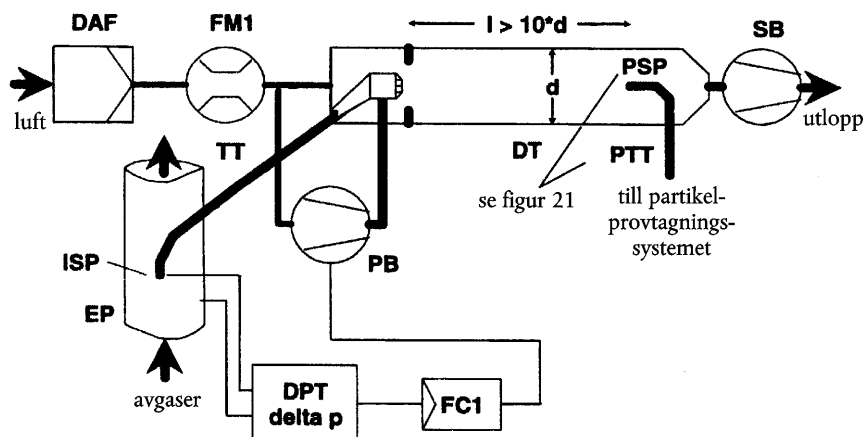 DAF
FM1
l > 10*d
SB
PSP
d
luft
utlopp
TT
DT
PTT
se figur 21
till partikel-
provtagnings-
systemet
ISP
PB
EP
avgaser
DPT
delta p
FC1